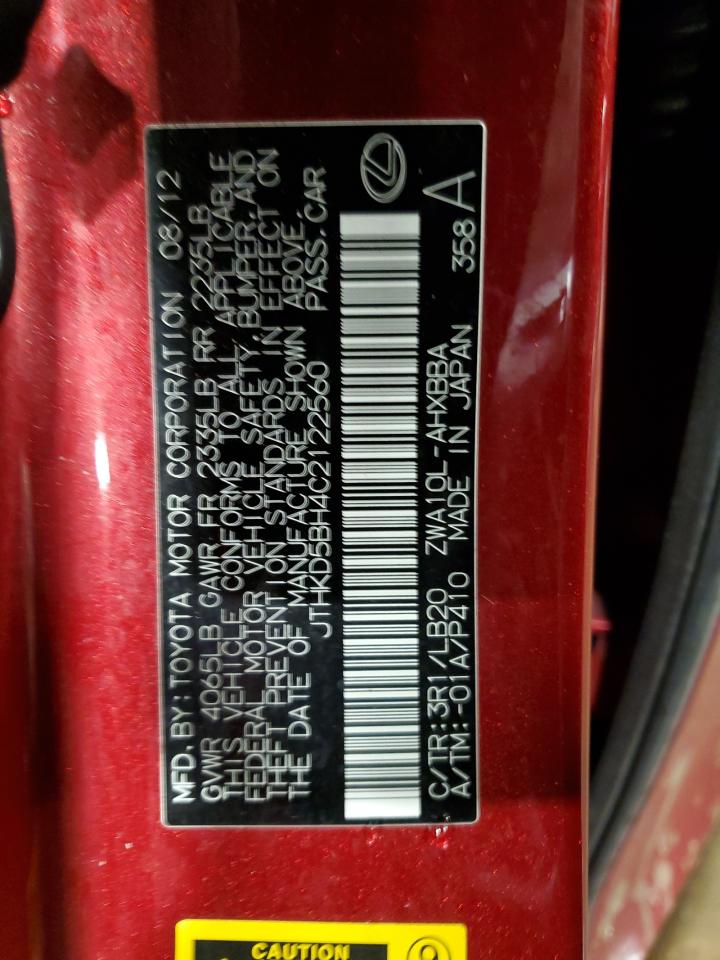 MFD.BY:TOYOTA MOTOR CORPORATION 08/12
GVWR 4065LB GAWR FR 2335LB RR 2235LB
THIS VEHICLE CONFORMS TO ALL APPLICABLE
FEDERAL MOTOR VEHICLE SAFETY,BUMPER,AND
THEFT PREVENTION STANDARDS IN EFFECT ON
THE DATE OF MANUFACTURE SHOWN ABOVE.
JTHKD5BH4C2122560 PASS.CAR
C/TR:3R1/LB20 ZWA10L-AHXBBA 358
A/TM:-01A/P410 MADE IN JAPAN A
CAUTION